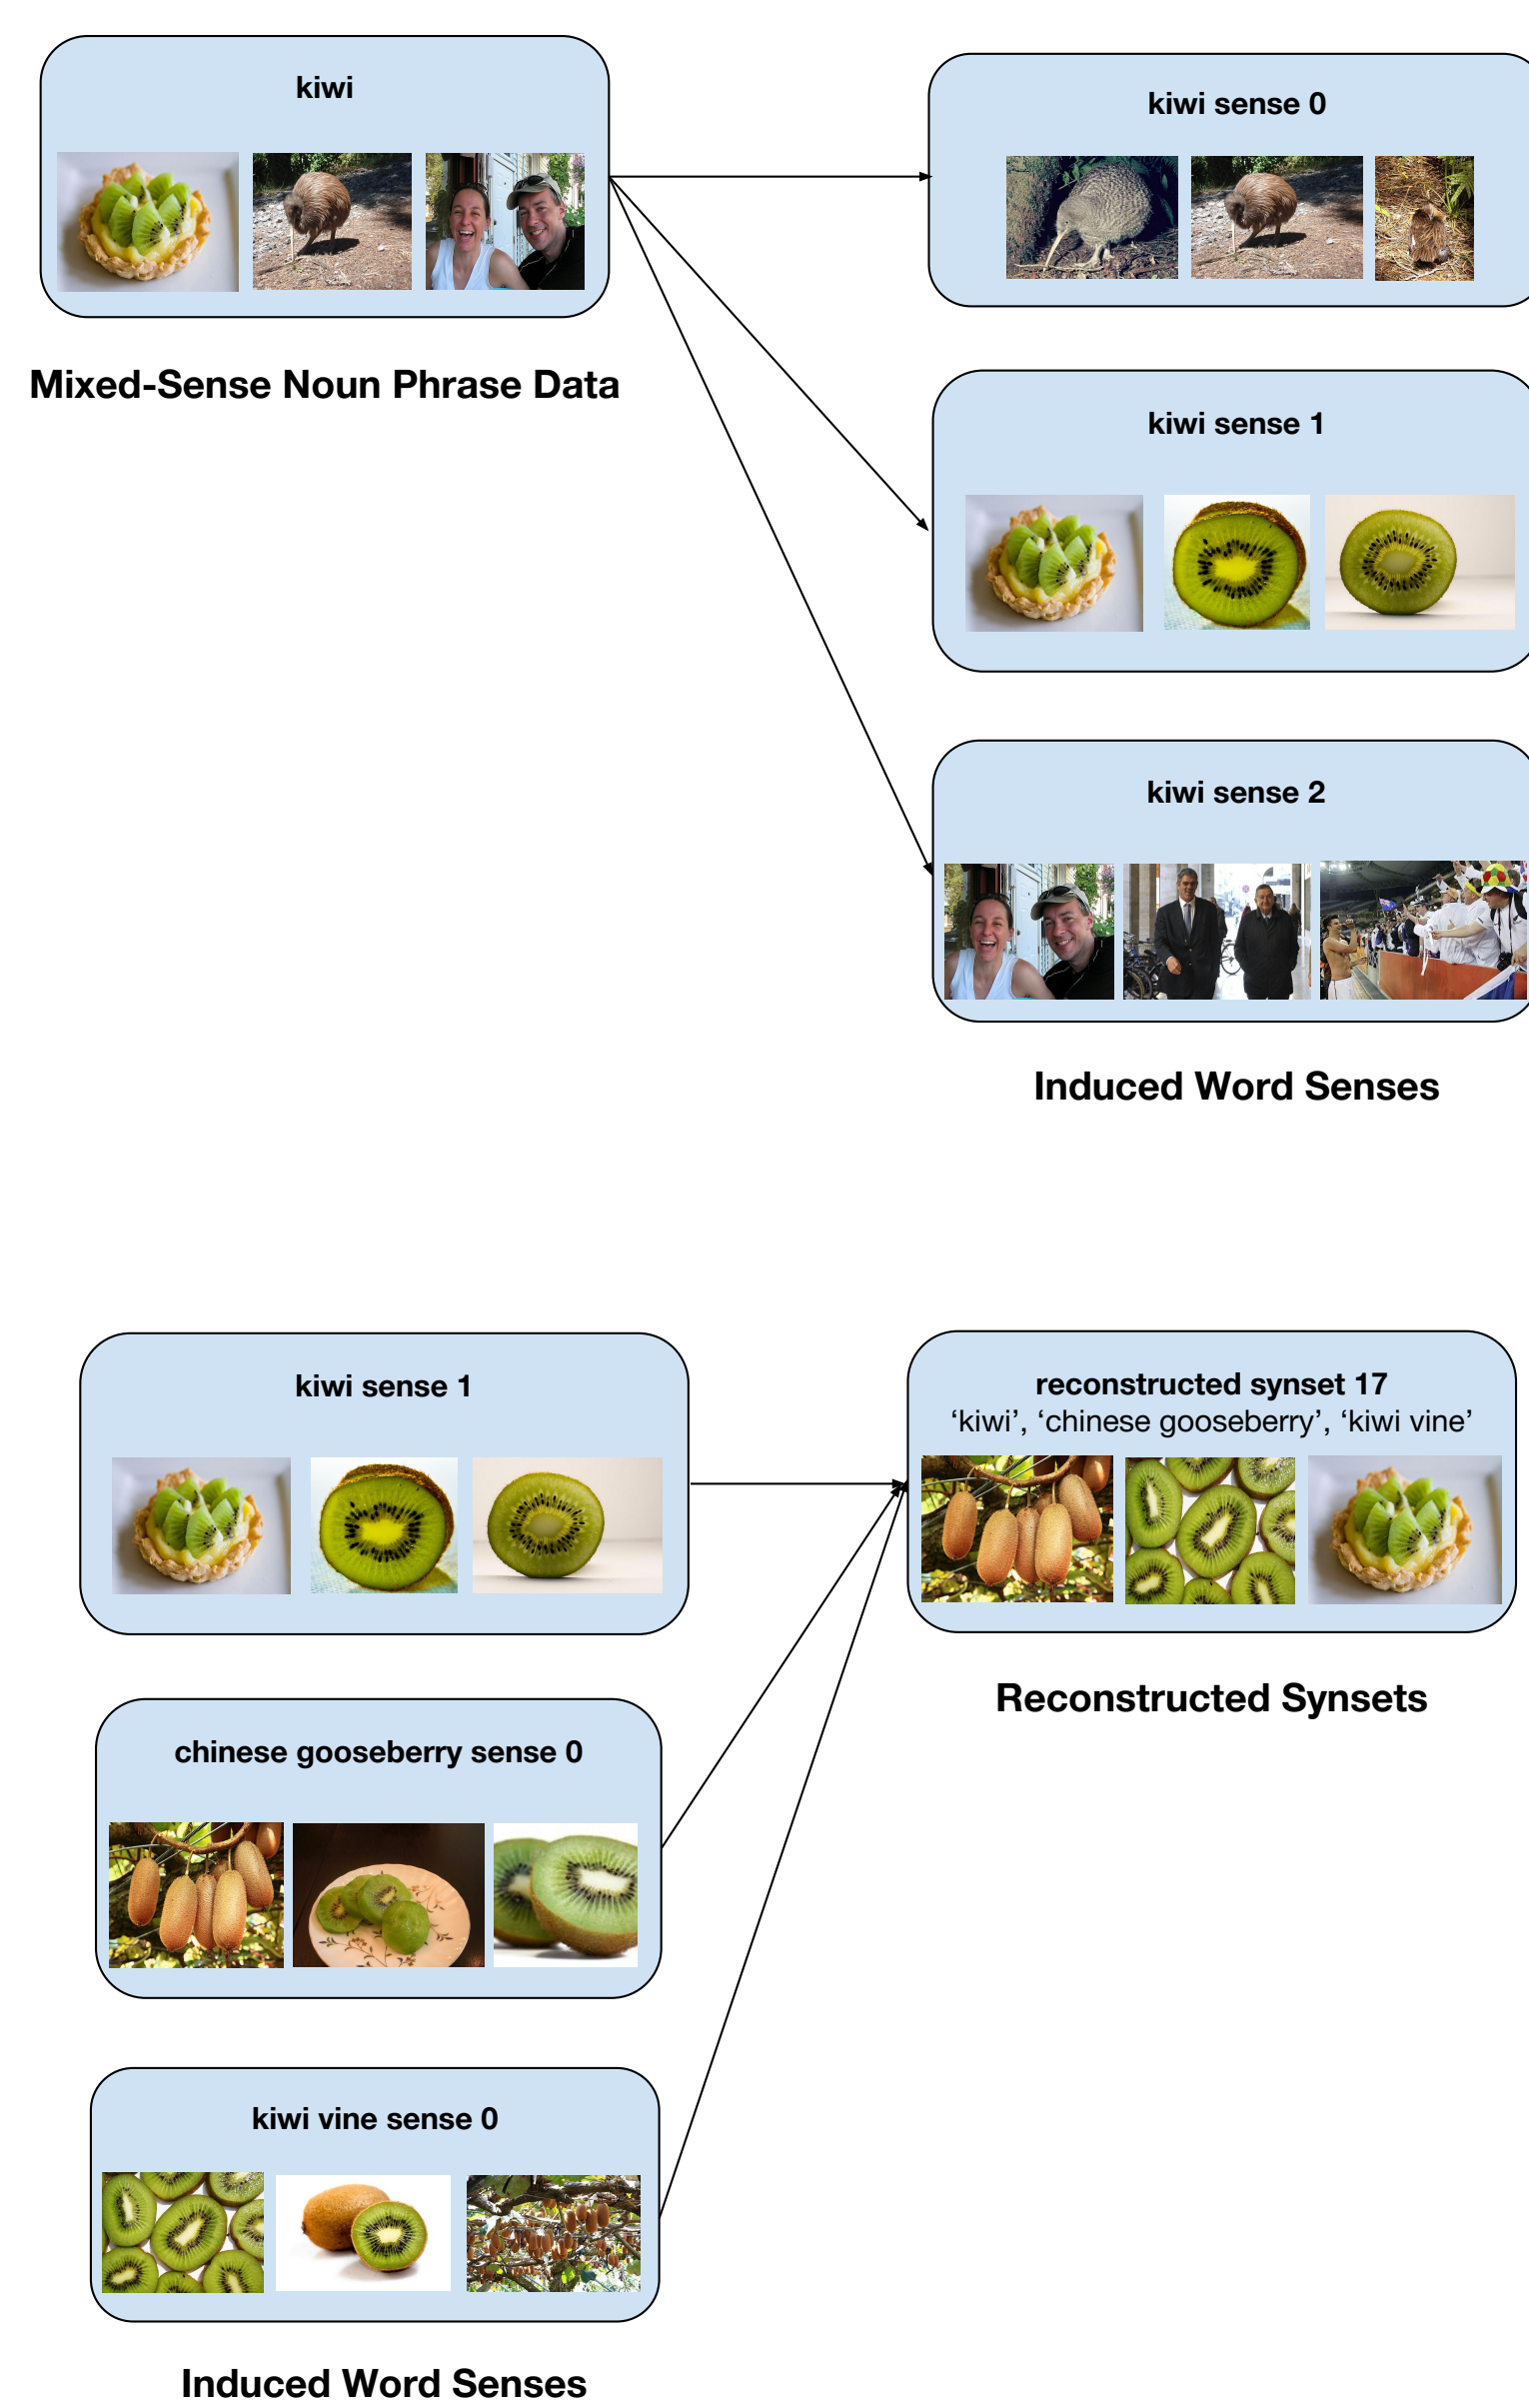 kiwi
Mixed-Sense Noun Phrase Data
kiwi sense 0
kiwi sense 1
kiwi sense 2
Induced Word Senses
kiwi sense 1
chinese gooseberry sense 0
kiwi vine sense 0
Induced Word Senses
reconstructed synset 17
‘kiwi’, ‘chinese gooseberry’, ‘kiwi vine’
Reconstructed Synsets